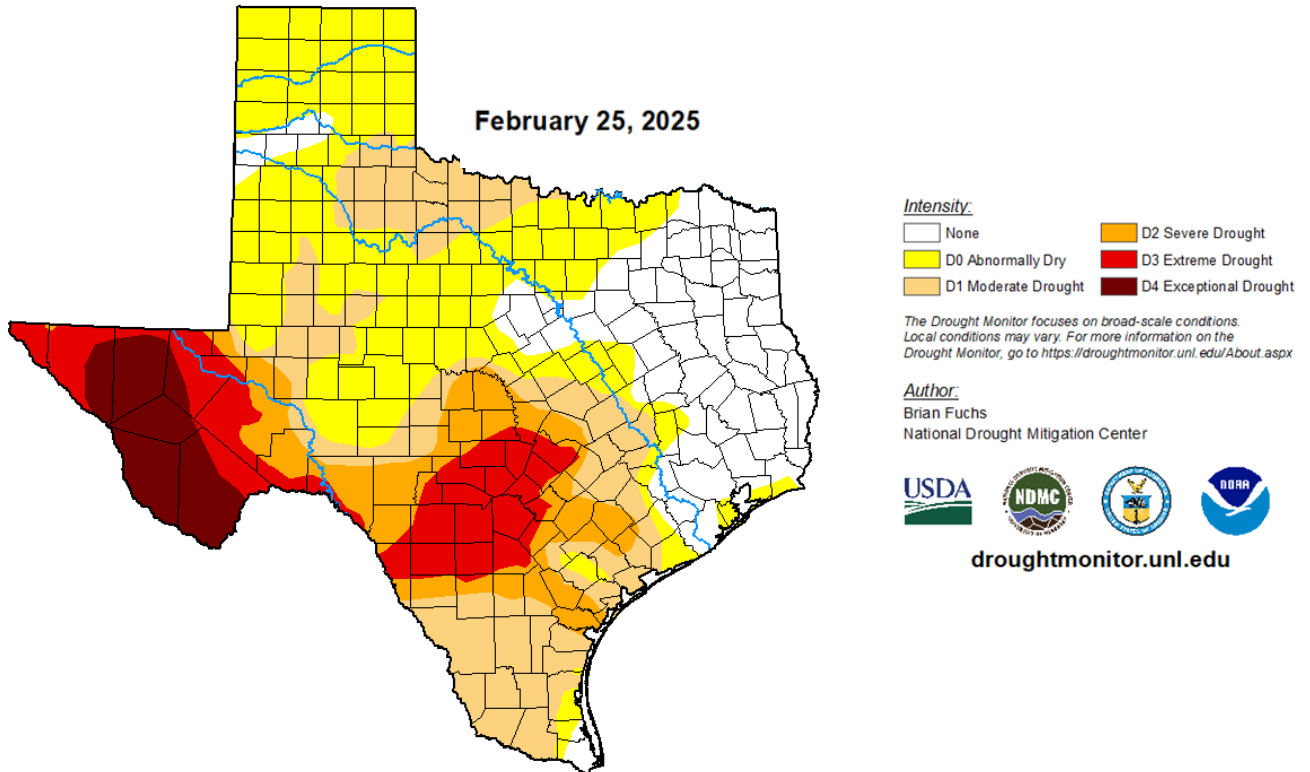 February 25, 2025
Intensity:
None
D0 Abnormally Dry
D1 Moderate Drought
D2 Severe Drought
D3 Extreme Drought
D4 Exceptional Drought
The Drought Monitor focuses on broad-scale conditions.
Local conditions may vary. For more information on the
Drought Monitor, go to https://droughtmonitor.unl.edu/About.aspx
Author:
Brian Fuchs
National Drought Mitigation Center
USDA
NDMC
NOAA
droughtmonitor.unl.edu